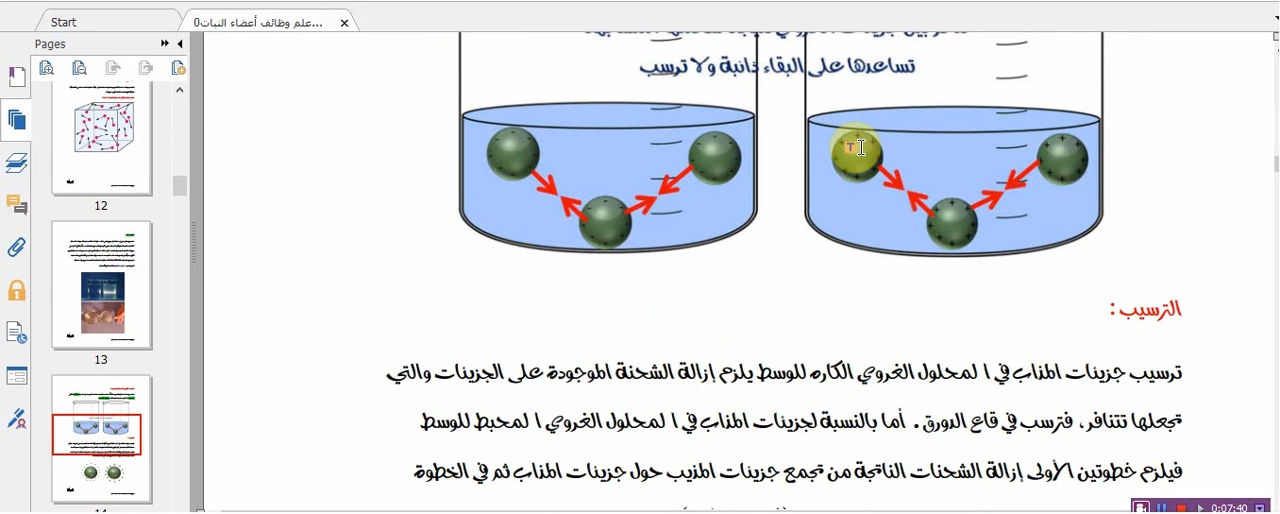 Start
علم وظائف أعضاء النبات0...
Pages
تساعدها على البقاء ذائبة ولا ترسب
12
13
الترسيب :
ترسيب جزيئات المذاب في ا لمحلول الغروي الكاره للوسط يلزم إزالة الشحنة الموجودة على الجزيئات والتي
تجعلها تتنافر، فترسب في قاع الدورق. أما بالنسبة لجزيئات المذاب في ا لمحلول الغروي ا لمحيط للوسط
فيلزم خطوتين الأولى إزالة الشحنات الناتجة من تجمع جزيئات المذيب حول جزيئات المذاب ثم في الخطوة
0:07:40